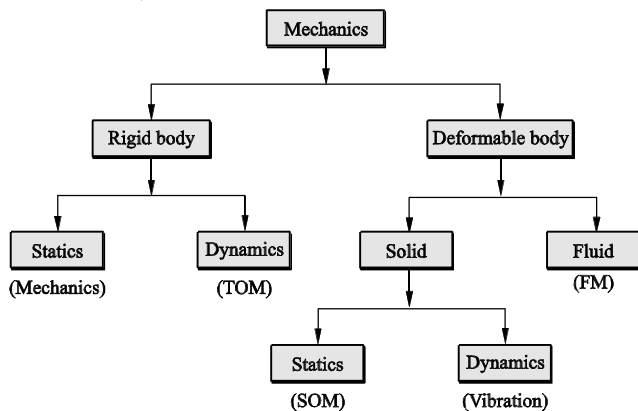 Mechanics
Rigid body
Deformable body
Statics
Dynamics
Solid
Fluid
(Mechanics)
(TOM)
(FM)
Statics
Dynamics
(SOM)
(Vibration)